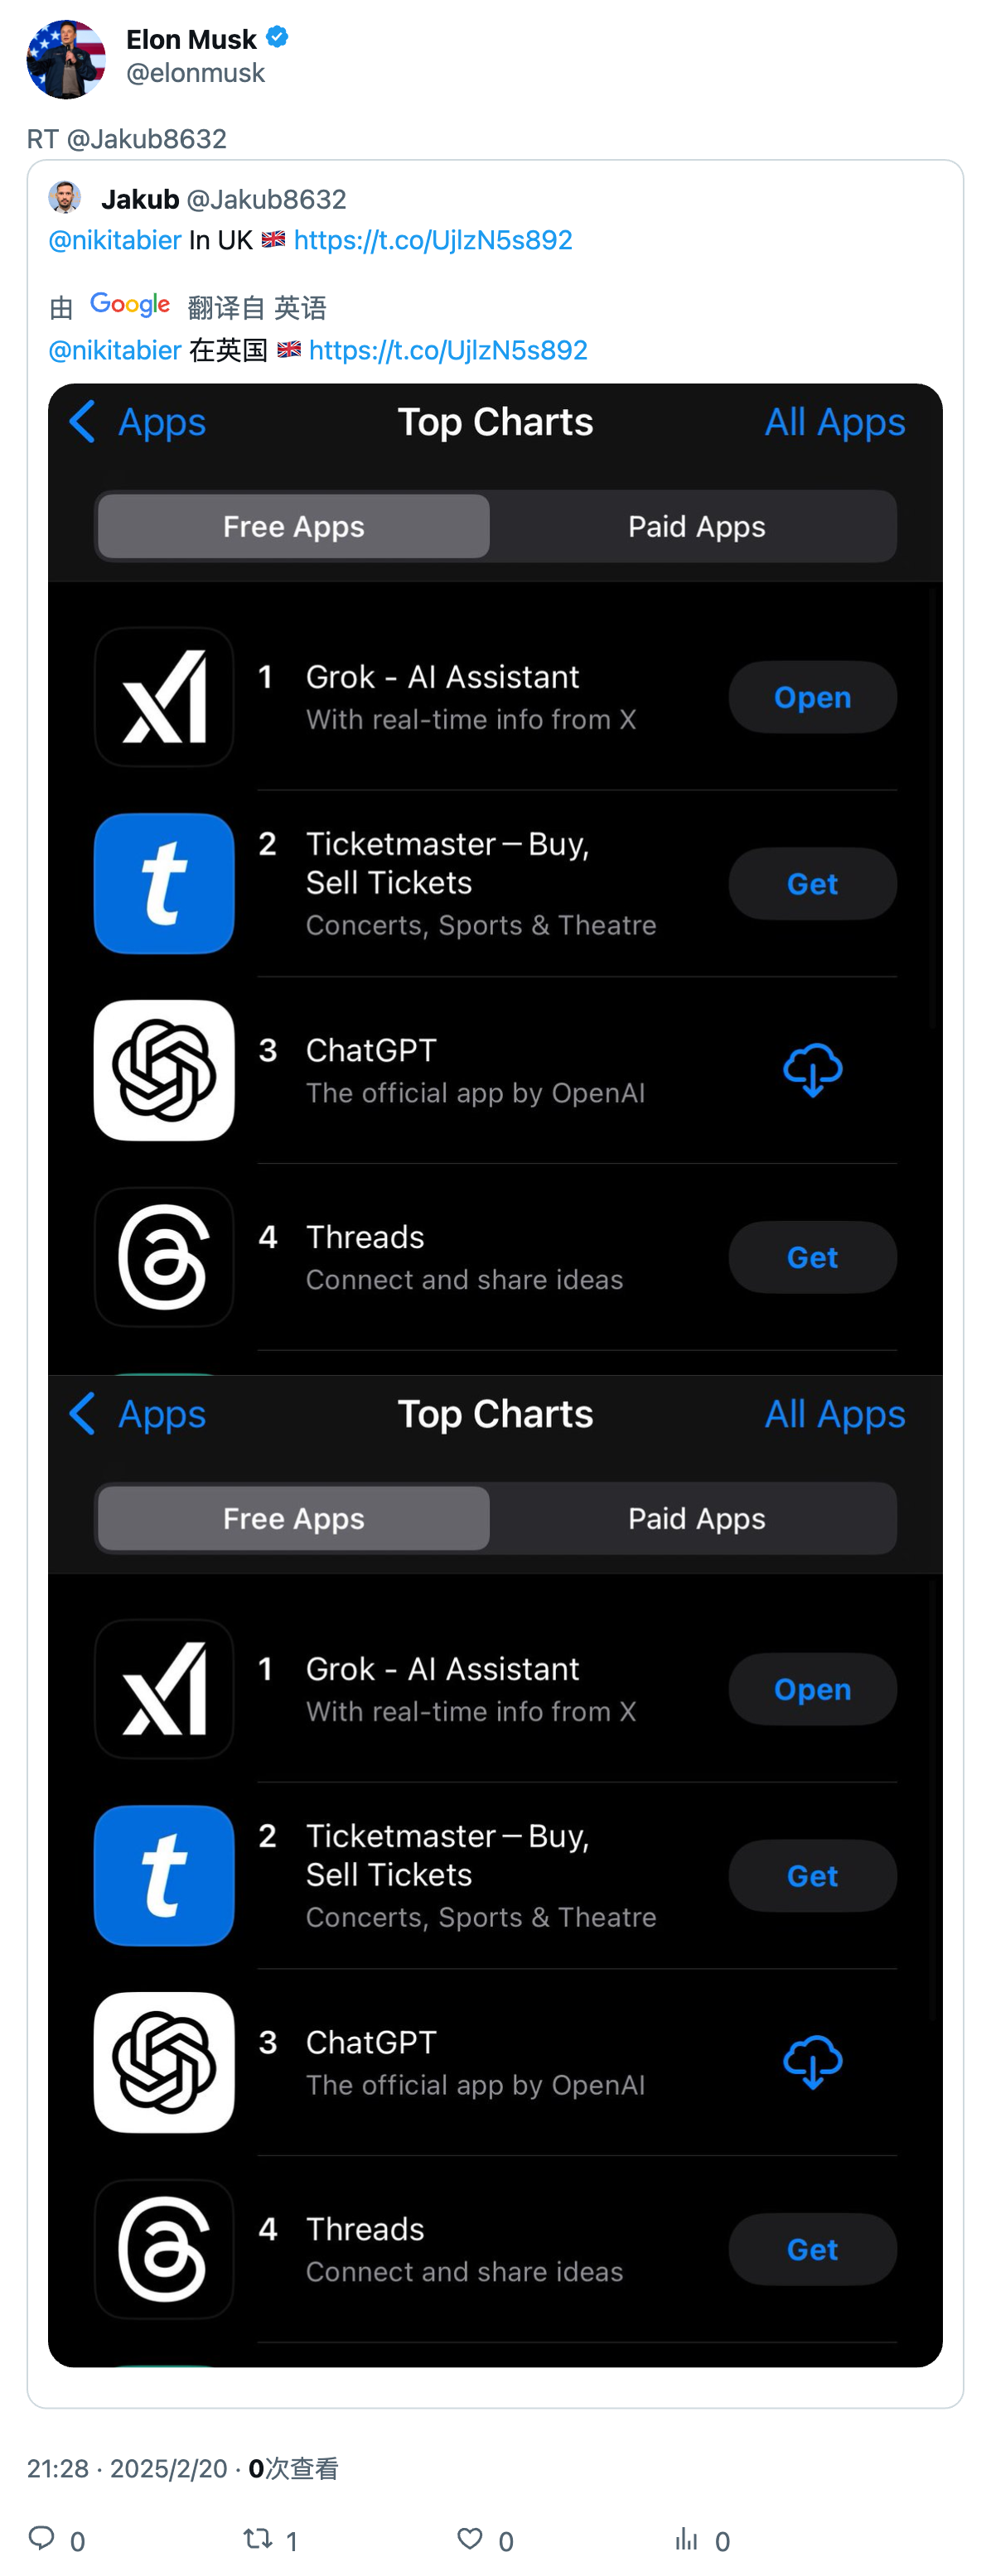 Elon Musk
@elonmusk
RT @Jakub8632
Jakub @Jakub8632
@nikitabier In UK 🇬🇧 https://t.co/UjlzN5s892
由 Google 翻译自 英语
@nikitabier 在英国 🇬🇧 https://t.co/UjlzN5s892
Apps Top Charts All Apps
Free Apps Paid Apps
1 Grok - AI Assistant
With real-time info from X
Open
2 Ticketmaster – Buy,
Sell Tickets
Concerts, Sports & Theatre
Get
3 ChatGPT
The official app by OpenAI
4 Threads
Connect and share ideas
Get
Apps Top Charts All Apps
Free Apps Paid Apps
1 Grok - AI Assistant
With real-time info from X
Open
2 Ticketmaster – Buy,
Sell Tickets
Concerts, Sports & Theatre
Get
3 ChatGPT
The official app by OpenAI
4 Threads
Connect and share ideas
Get
21:28 · 2025/2/20 · 0次查看
0 1 0 0